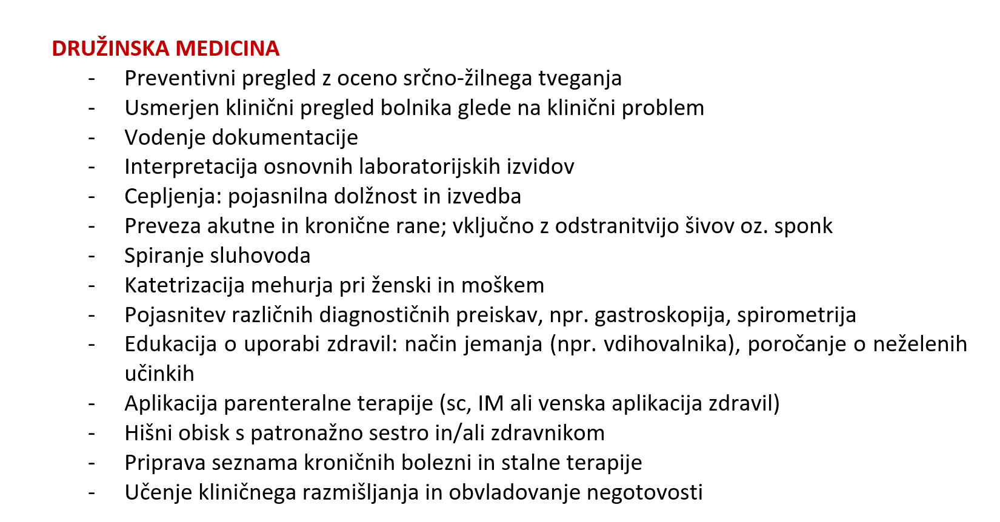 DRUŽINSKA MEDICINA
- Preventivni pregled z oceno srčno-žilnega tveganja
- Usmerjen klinični pregled bolnika glede na klinični problem
- Vodenje dokumentacije
- Interpretacija osnovnih laboratorijskih izvidov
- Cepljenja: pojasnilna dolžnost in izvedba
- Preveza akutne in kronične rane; vključno z odstranitvijo šivov oz. sponk
- Spiranje sluhovoda
- Katetrizacija mehurja pri ženski in moškem
- Pojasnitev različnih diagnostičnih preiskav, npr. gastroskopija, spirometrija
- Edukacija o uporabi zdravil: način jemanja (npr. vdihovalnika), poročanje o neželenih
učinkih
- Aplikacija parenteralne terapije (sc, IM ali venska aplikacija zdravil)
- Hišni obisk s patronažno sestro in/ali zdravnikom
- Priprava seznama kroničnih bolezni in stalne terapije
- Učenje kliničnega razmišljanja in obvladovanje negotovosti